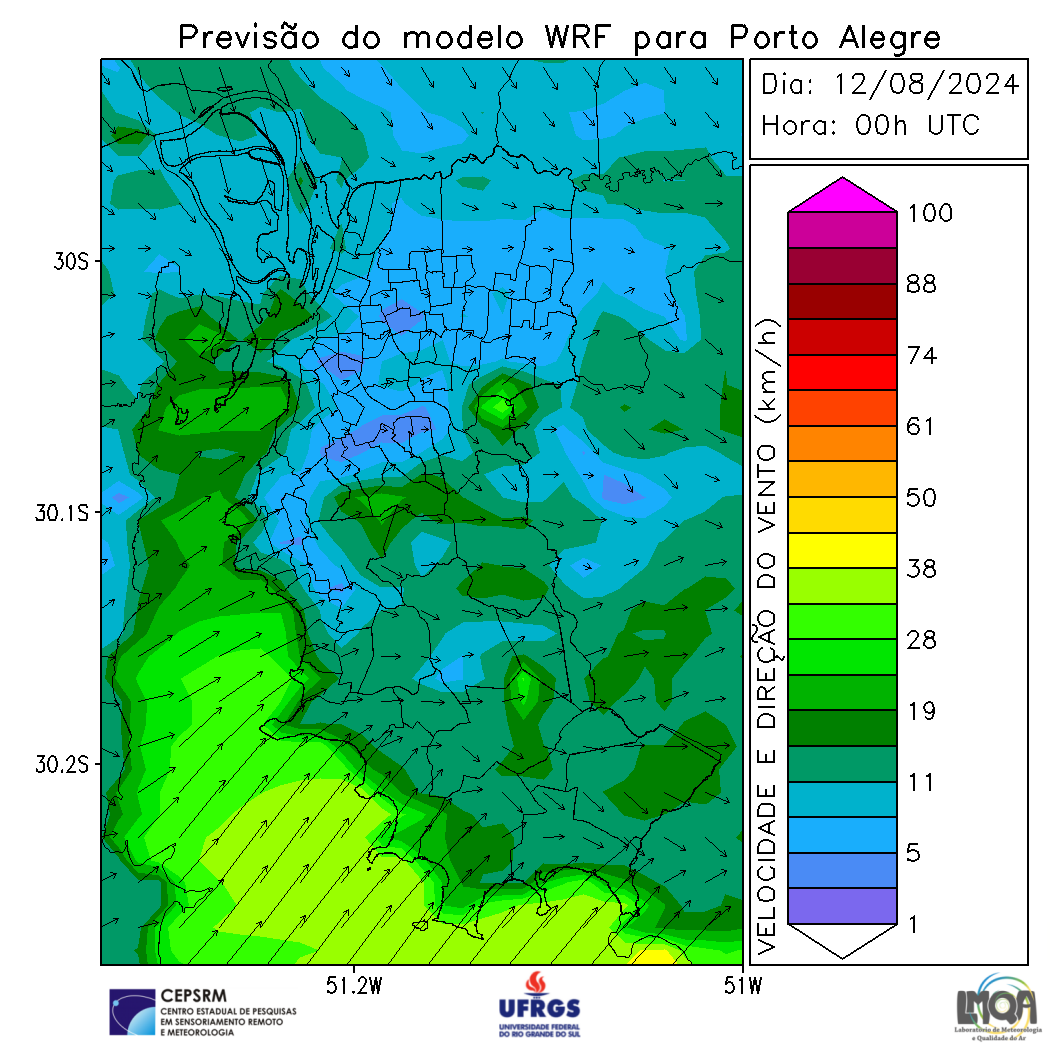 Previsão do modelo WRF para Porto Alegre
Dia: 12/08/2024
Hora: 00h UTC
30S
30.1S
30.2S
51.2W
51W
VELOCIDADE E DIREÇÃO DO VENTO (km/h)
100
88
74
61
50
38
28
19
11
5
1
CEPSRM
CENTRO ESTADUAL DE PESQUISAS
EM SENSORIAMENTO REMOTO
E METEOROLOGIA
UFRGS
UNIVERSIDADE FEDERAL
DO RIO GRANDE DO SUL
LMQA
Laboratório de Meteorologia
e Qualidade do Ar